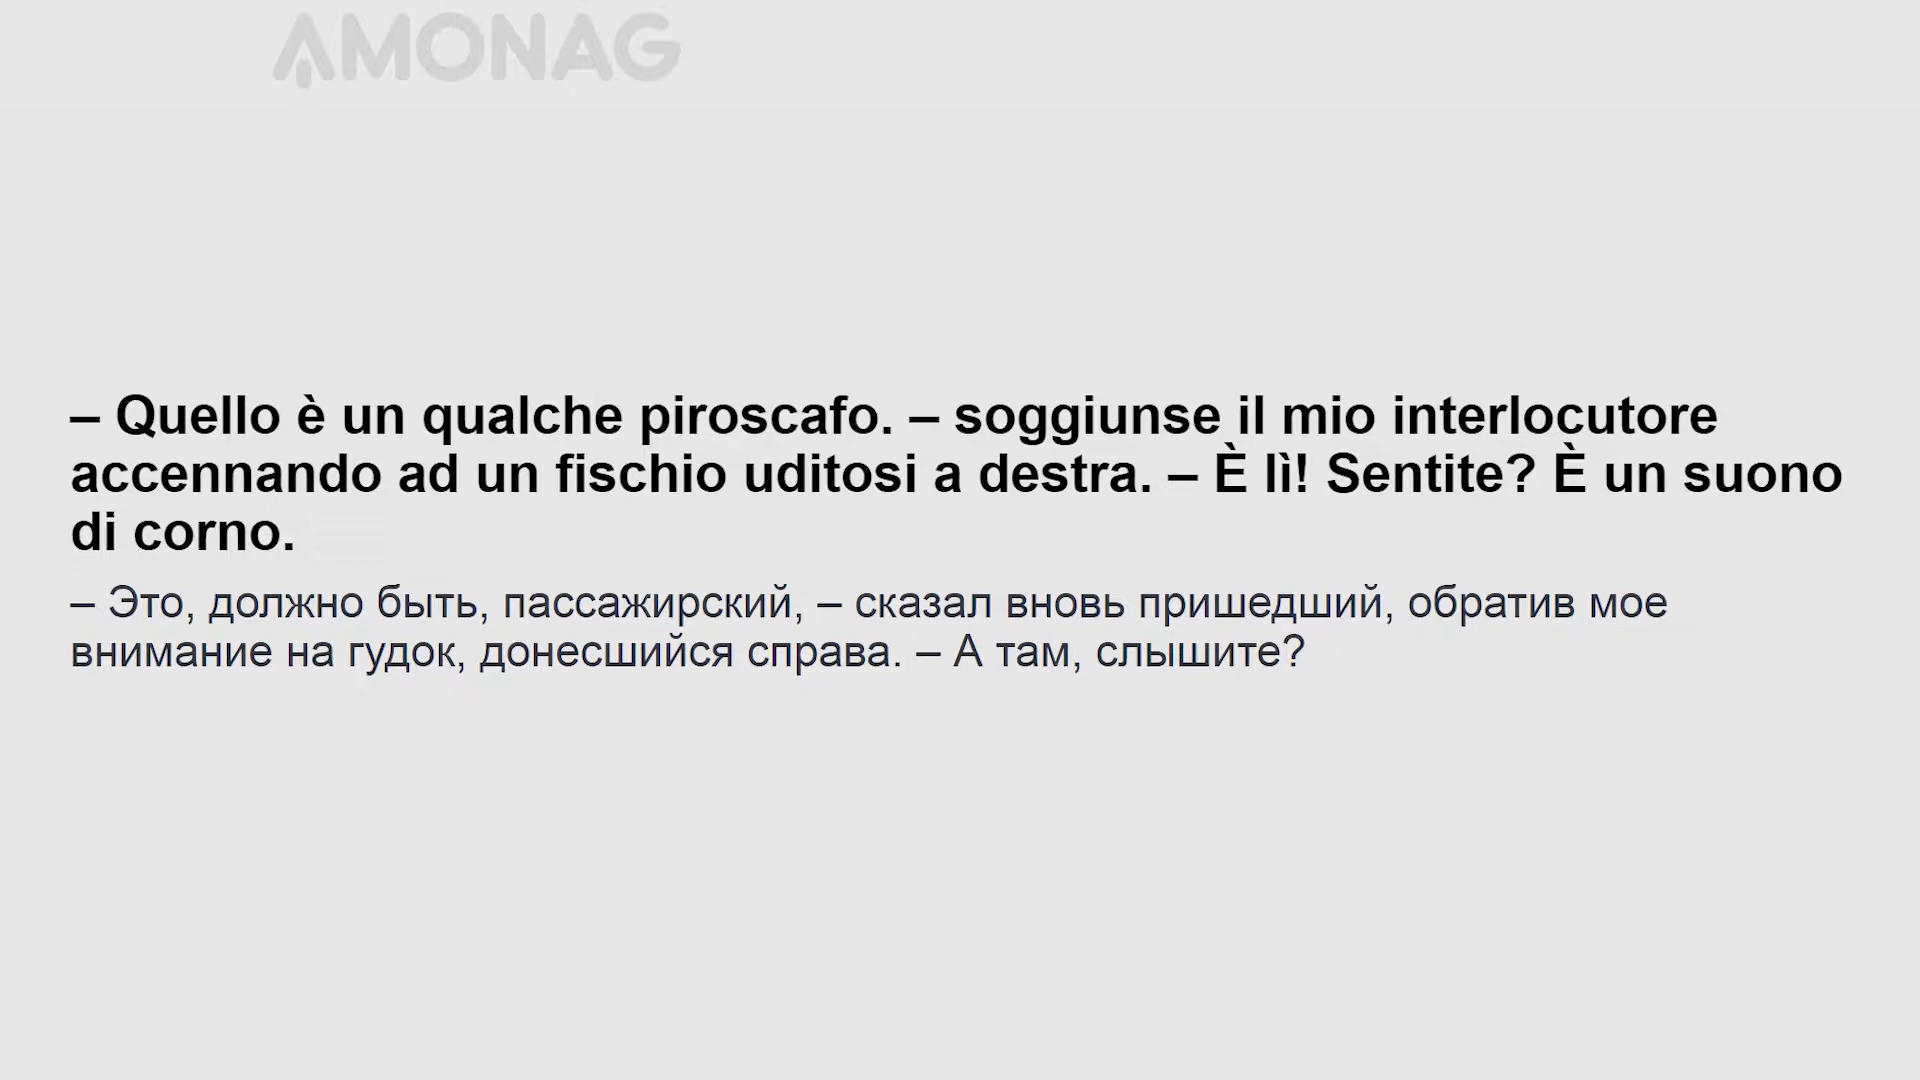 AMONAG
– Quello è un qualche piroscafo. – soggiunse il mio interlocutore
accennando ad un fischio uditosi a destra. – È lì! Sentite? È un suono
di corno.
– Это, должно быть, пассажирский, – сказал вновь пришедший, обратив мое
внимание на гудок, донесшийся справа. – А там, слышите?